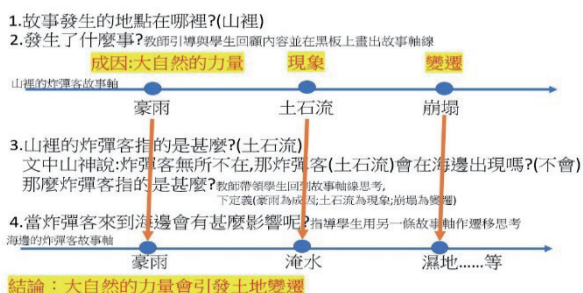 1.故事發生的地點在哪裡?(山裡)
2.發生了什麼事?教師引導與學生回顧內容並在黑板上畫出故事軸線
成因:大自然的力量 現象 變遷
山裡的炸彈客故事軸
豪雨 土石流 崩塌
3.山裡的炸彈客指的是甚麼?(土石流)
文中山神說:炸彈客無所不在,那炸彈客(土石流)會在海邊出現嗎?(不會)
那麼炸彈客指的是甚麼?教師帶領學生回到故事軸線思考,
下定義(豪雨為成因;土石流為現象;崩塌為變遷)
4.當炸彈客來到海邊會有甚麼影響呢?指導學生用另一條故事軸作遷移思考
海邊的炸彈客故事軸
豪雨 淹水 濕地……等
結論：大自然的力量會引發土地變遷